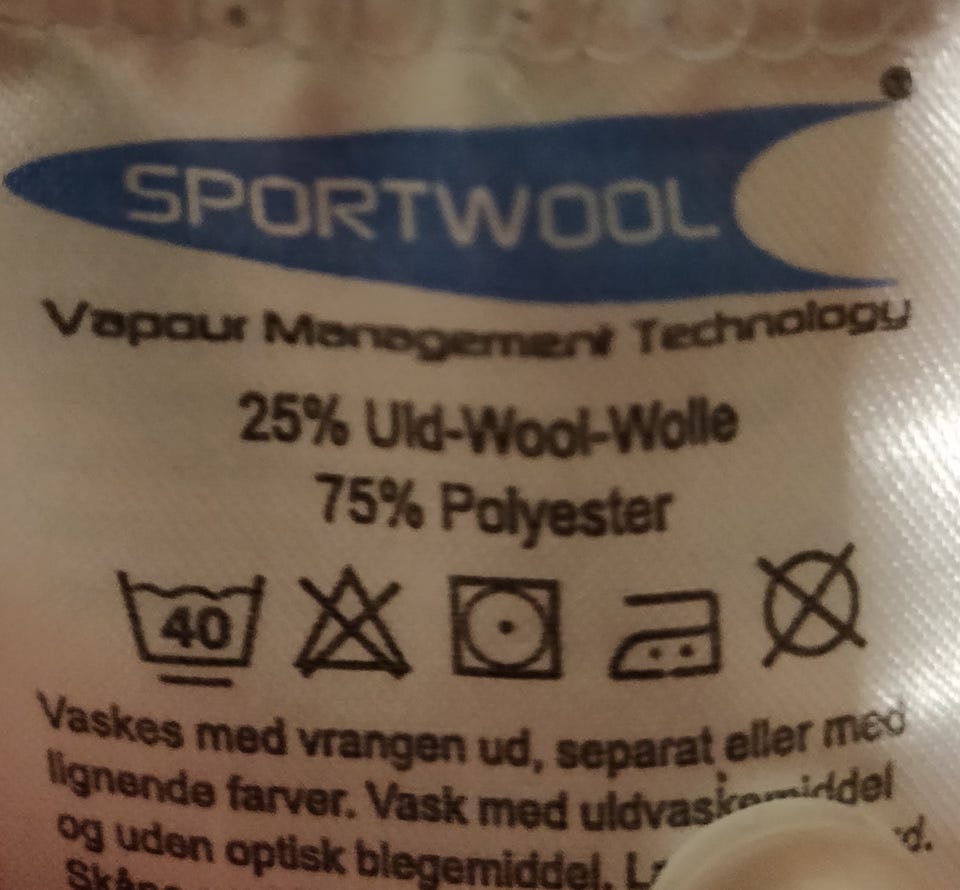 SPORTWOOL
Vapour Management Technology
25% Uld-Wool-Wolle
75% Polyester
40
Vaskes med vrangen ud, separat eller med
lignende farver. Vask med uldvaskemiddel
og uden optisk blegemiddel.